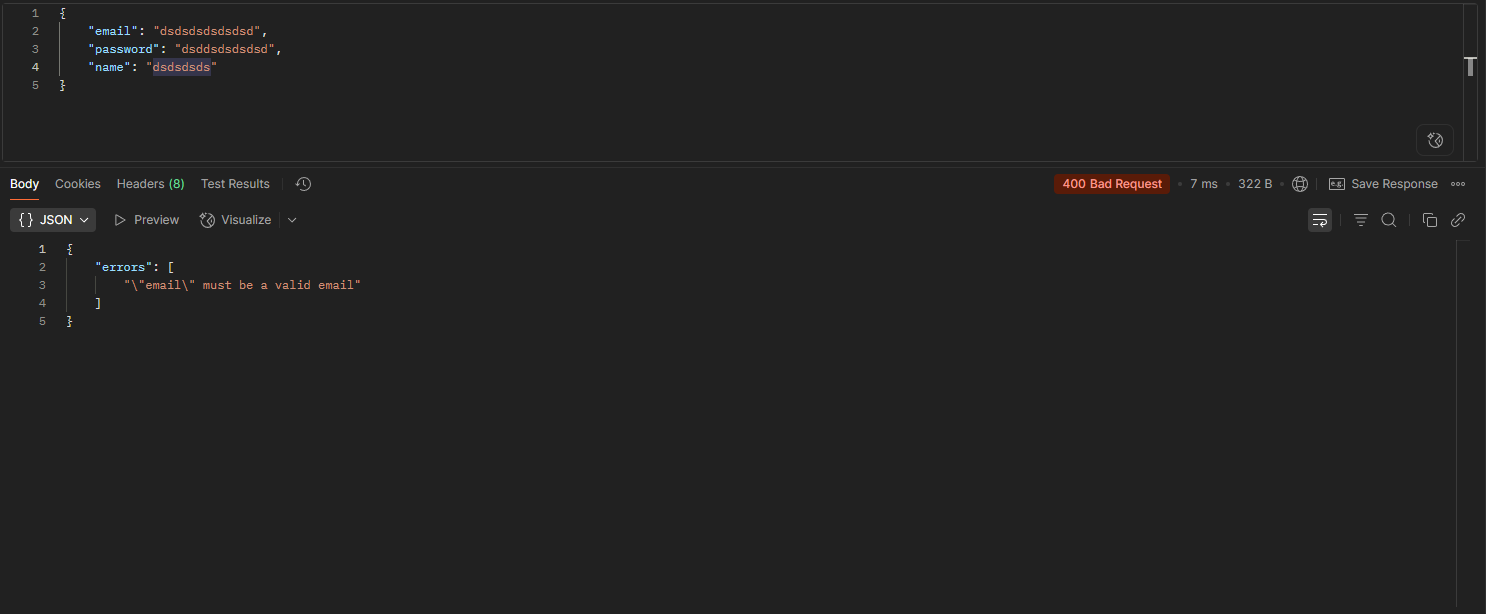 1 {
2 "email": "dsdsdsdsdsdsd",
3 "password": "dsddsdsdsdsd",
4 "name": "dsdsdsds"
5 }
Body Cookies Headers (8) Test Results 400 Bad Request • 7 ms • 322 B • e.g. Save Response
{} JSON Preview Visualize
1 {
2 "errors": [
3 "\"email\" must be a valid email"
4 ]
5 }